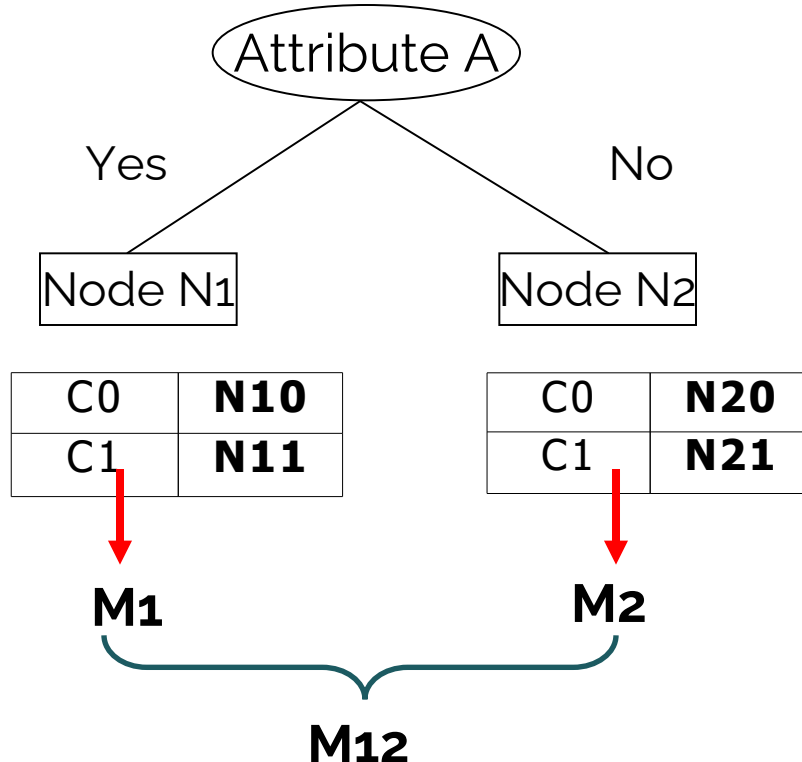 Attribute A
Yes No
Node N1 Node N2
C0 N10 C0 N20
C1 N11 C1 N21
M1 M2
M12